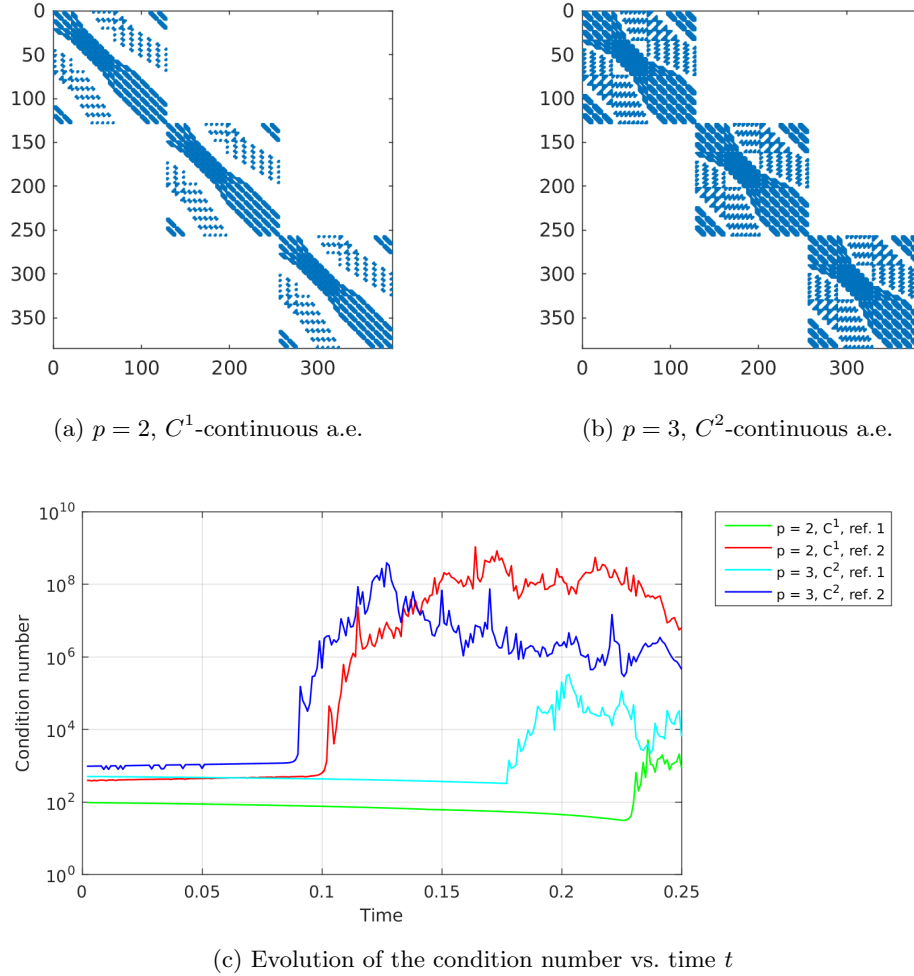 0
50
100
150
200
250
300
350
0 100 200 300
(a) p = 2, C¹-continuous a.e.
0
50
100
150
200
250
300
350
0 100 200 300
(b) p = 3, C²-continuous a.e.
10¹⁰
10⁸
10⁶
10⁴
10²
10⁰
Condition number
0 0.05 0.1 0.15 0.2 0.25
Time
p = 2, C¹, ref. 1
p = 2, C¹, ref. 2
p = 3, C², ref. 1
p = 3, C², ref. 2
(c) Evolution of the condition number vs. time t